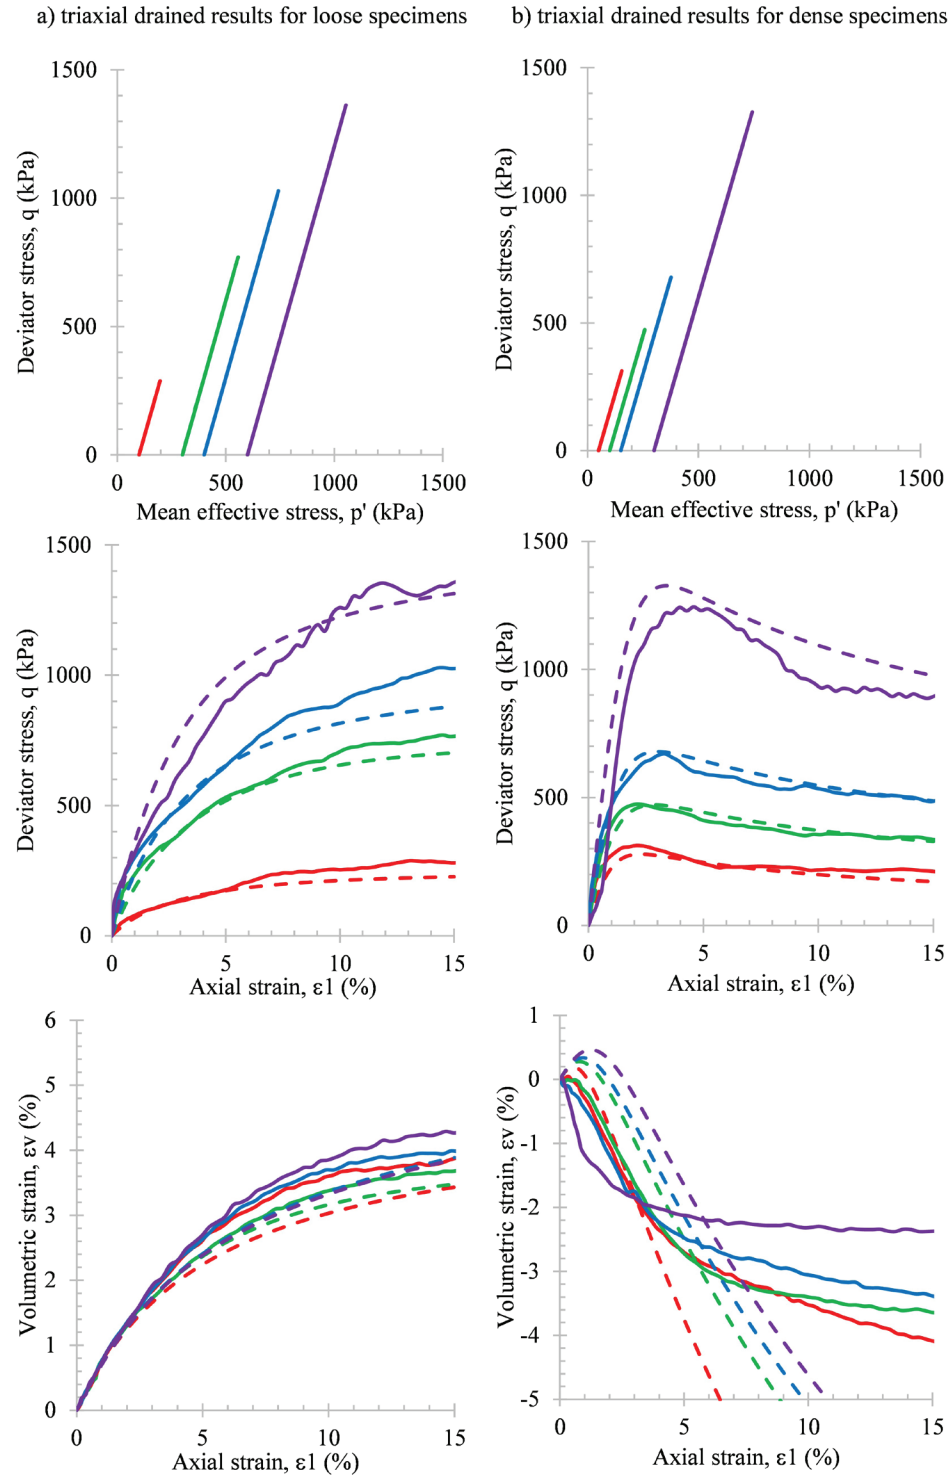 a) triaxial drained results for loose specimens
b) triaxial drained results for dense specimens
1500
1000
500
0
Deviator stress, q (kPa)
0 500 1000 1500
Mean effective stress, p' (kPa)
1500
1000
500
0
Deviator stress, q (kPa)
0 500 1000 1500
Mean effective stress, p' (kPa)
1500
1000
500
0
Deviator stress, q (kPa)
0 5 10 15
Axial strain, ε1 (%)
1500
1000
500
0
Deviator stress, q (kPa)
0 5 10 15
Axial strain, ε1 (%)
6
5
4
3
2
1
0
Volumetric strain, εv (%)
0 5 10 15
Axial strain, ε1 (%)
1
0
-1
-2
-3
-4
-5
Volumetric strain, εv (%)
0 5 10 15
Axial strain, ε1 (%)